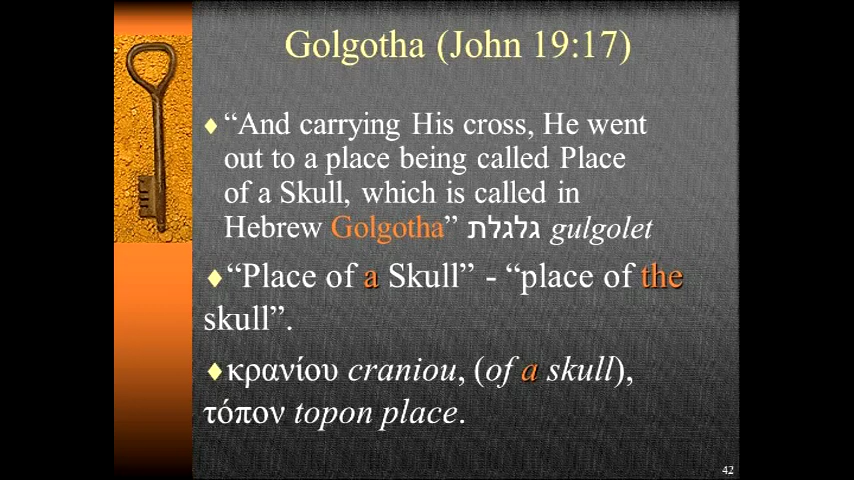 Golgotha (John 19:17)
♦“And carrying His cross, He went
out to a place being called Place
of a Skull, which is called in
Hebrew Golgotha” גלגלת gulgolet
♦“Place of a Skull” - “place of the
skull”.
♦κρανίου craniou, (of a skull),
τόπον topon place.
42